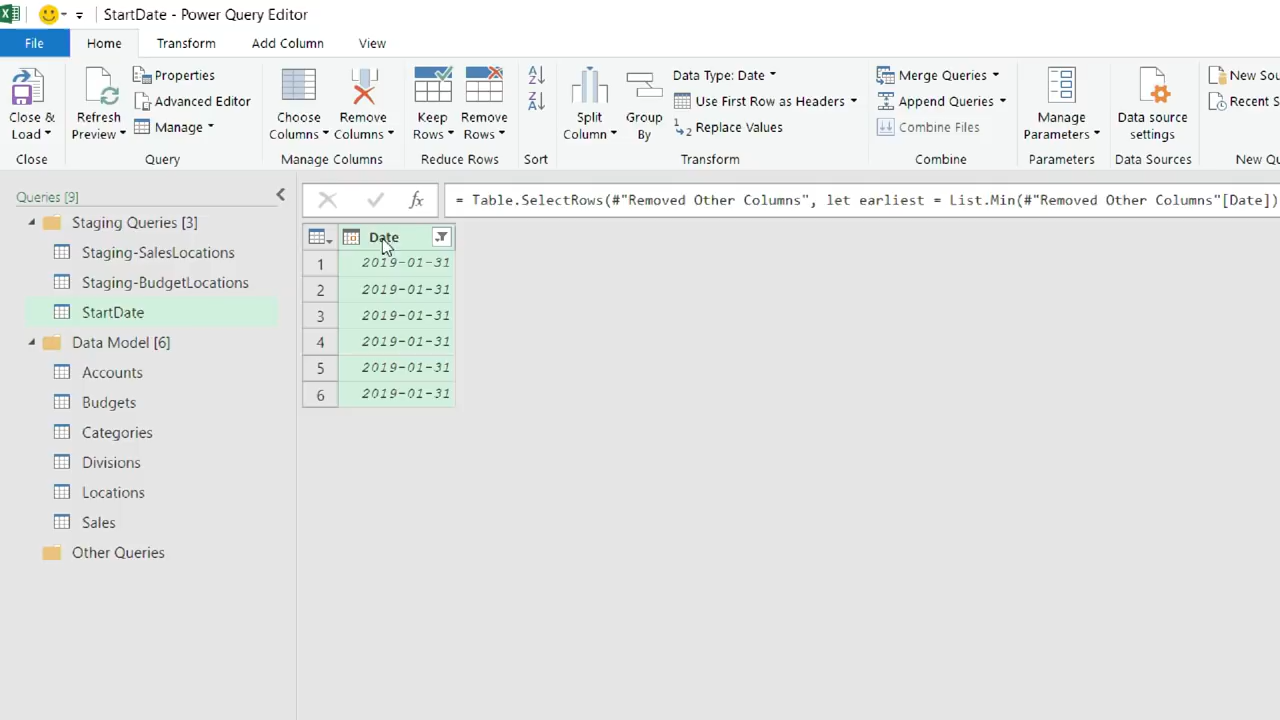 StartDate - Power Query Editor
File Home Transform Add Column View
Close & Load
Refresh Preview
Properties
Advanced Editor
Manage
Choose Columns
Remove Columns
Keep Rows
Remove Rows
Split Column
Group By
Data Type: Date
Use First Row as Headers
Replace Values
Merge Queries
Append Queries
Combine Files
Manage Parameters
Data source settings
New Sou
Recent S
Close Query Manage Columns Reduce Rows Sort Transform Combine Parameters Data Sources New Qu
Queries [9]
Staging Queries [3]
Staging-SalesLocations
Staging-BudgetLocations
StartDate
Data Model [6]
Accounts
Budgets
Categories
Divisions
Locations
Sales
Other Queries
fx = Table.SelectRows(#"Removed Other Columns", let earliest = List.Min(#"Removed Other Columns"[Date])
Date
1 2019-01-31
2 2019-01-31
3 2019-01-31
4 2019-01-31
5 2019-01-31
6 2019-01-31